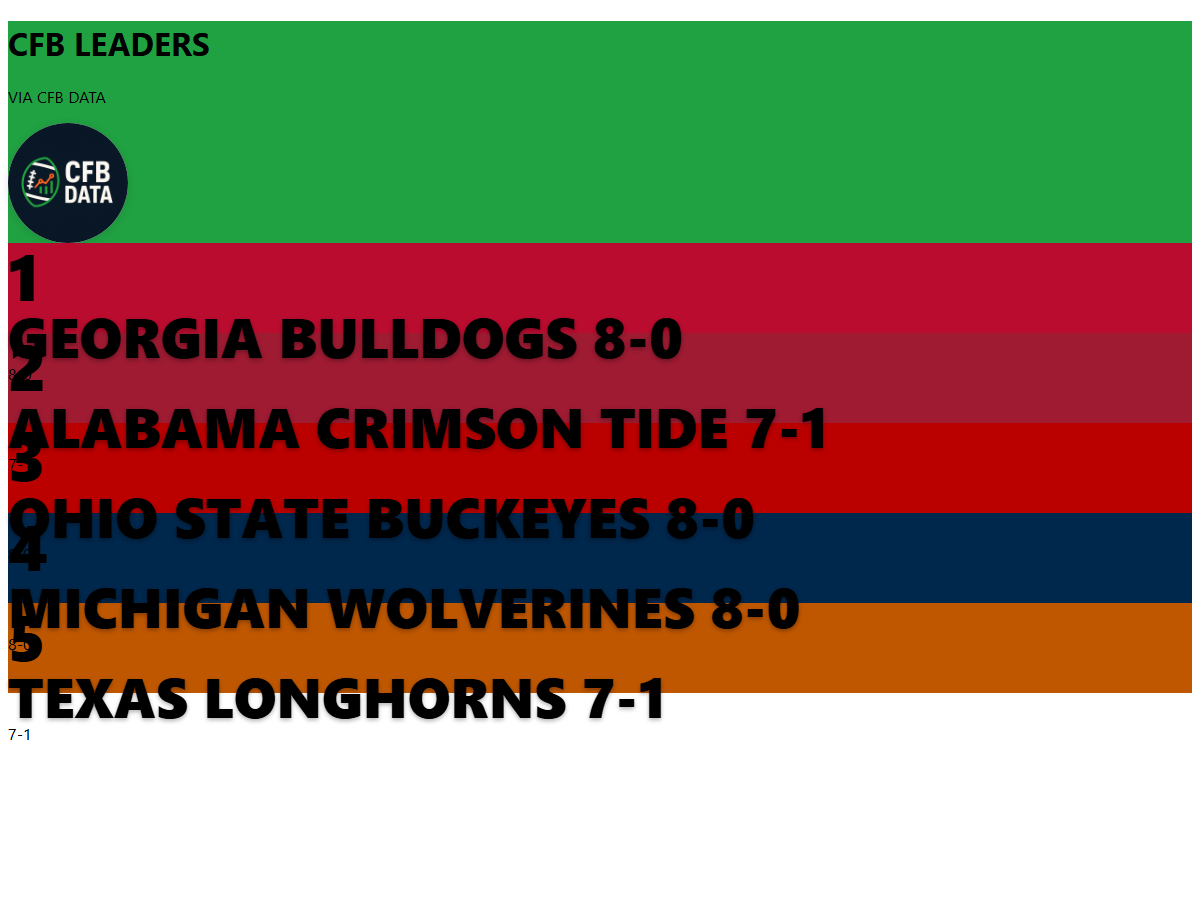 CFB LEADERS
VIA CFB DATA
CFB
DATA
1
GEORGIA BULLDOGS 8-0
2
ALABAMA CRIMSON TIDE 7-1
3
OHIO STATE BUCKEYES 8-0
4
MICHIGAN WOLVERINES 8-0
5
8-0
TEXAS LONGHORNS 7-1
7-1